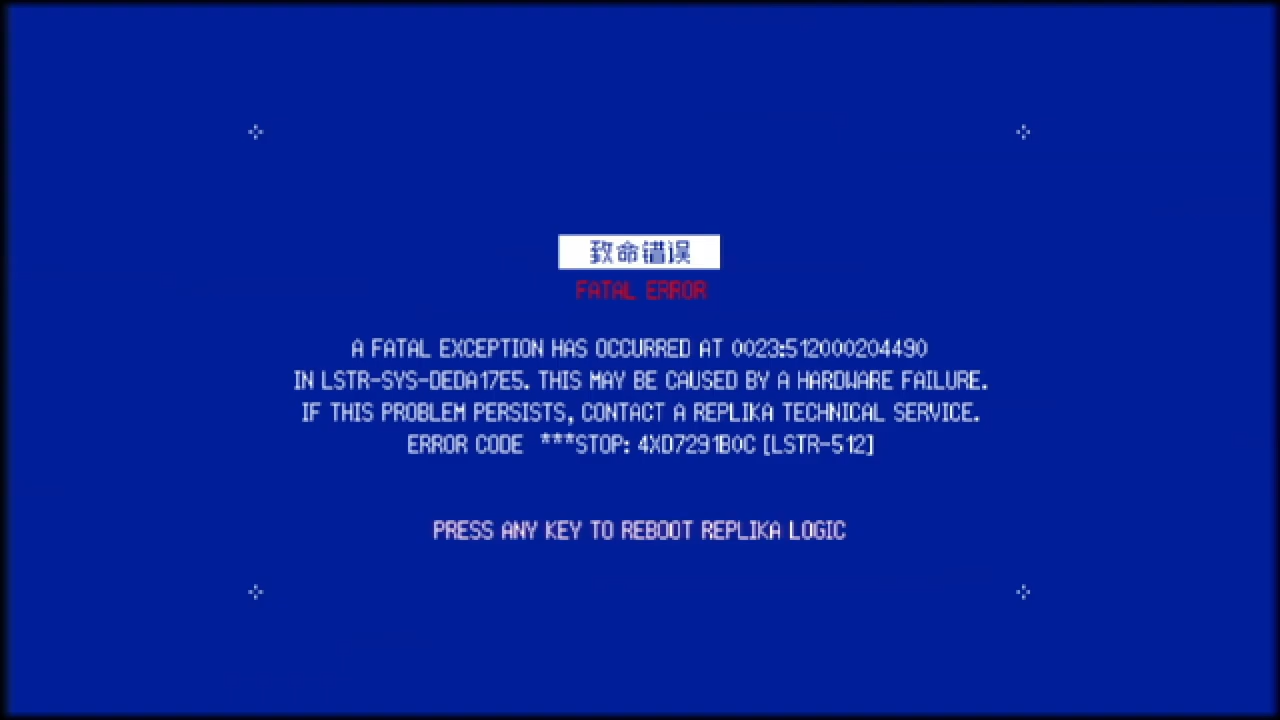 致命错误
FATAL ERROR
A FATAL EXCEPTION HAS OCCURRED AT 0023:512000204490
IN LSTR-SYS-DEDA17E5. THIS MAY BE CAUSED BY A HARDWARE FAILURE.
IF THIS PROBLEM PERSISTS, CONTACT A REPLIKA TECHNICAL SERVICE.
ERROR CODE ***STOP: 4XD7291B0C [LSTR-512]
PRESS ANY KEY TO REBOOT REPLIKA LOGIC